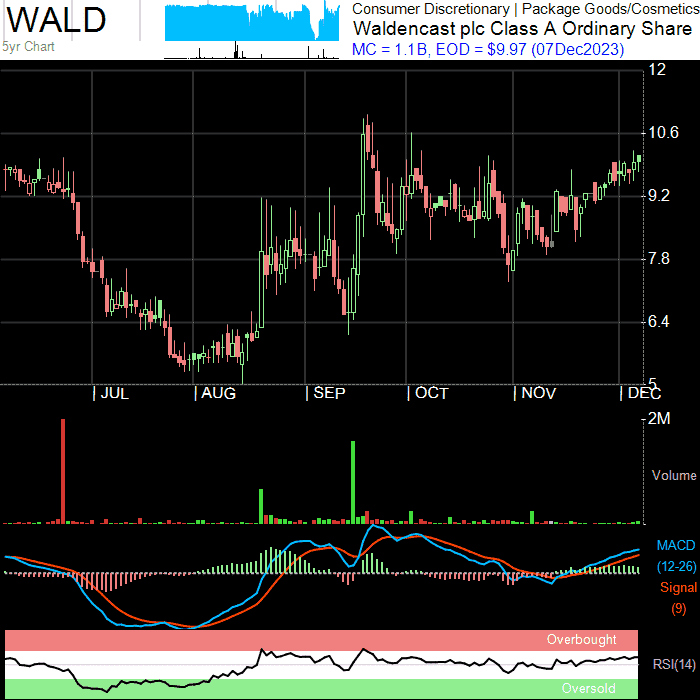 WALD
5yr Chart
Consumer Discretionary | Package Goods/Cosmetics
Waldencast plc Class A Ordinary Share
MC = 1.1B, EOD = $9.97 (07Dec2023)
12
10.6
9.2
7.8
6.4
5
| JUL | AUG | SEP | OCT | NOV | DEC
2M
Volume
MACD
(12-26)
Signal
(9)
Overbought
RSI(14)
Oversold